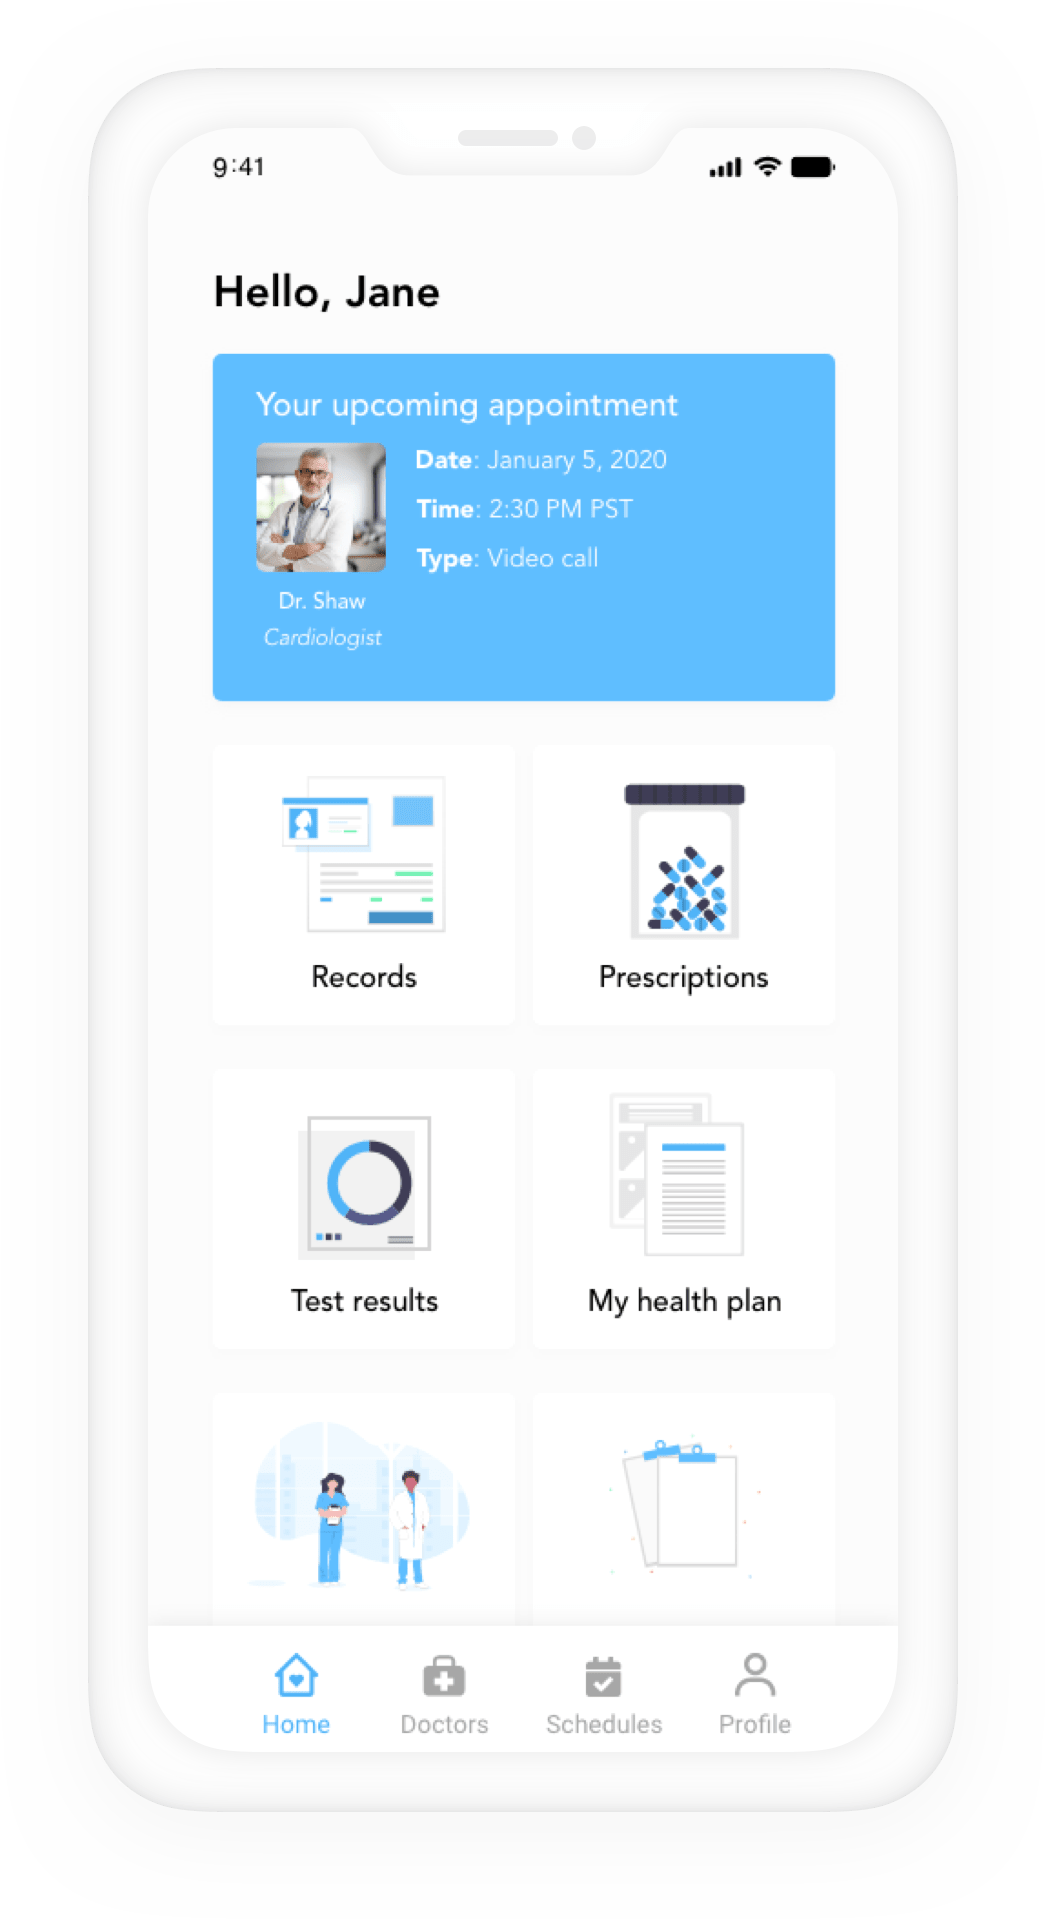 9:41
Hello, Jane
Your upcoming appointment
Date: January 5, 2020
Time: 2:30 PM PST
Type: Video call
Dr. Shaw
Cardiologist
Records
Prescriptions
Test results
My health plan
Home
Doctors
Schedules
Profile